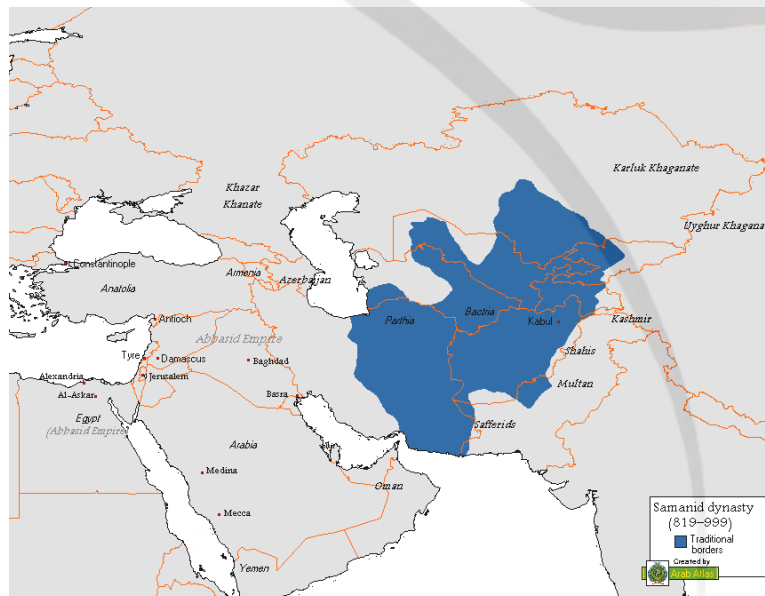 Karluk Khaganate
Khazar
Khanate
Uyghur Khagana
Constantinople
Armenia
Azerbaijan
Anatolia
Antioch
Parthia
Bactria
Kabul
Kashmir
Abbasid Empire
Tyre
Damascus
Baghdad
Shahis
Alexandria
Jerusalem
Multan
Al-Askar
Basra
Egypt
(Abbasid Empire)
Safferids
Arabia
Medina
Oman
Mecca
Yemen
Samanid dynasty
(819–999)
Traditional
borders
Created by
Arab Atlas